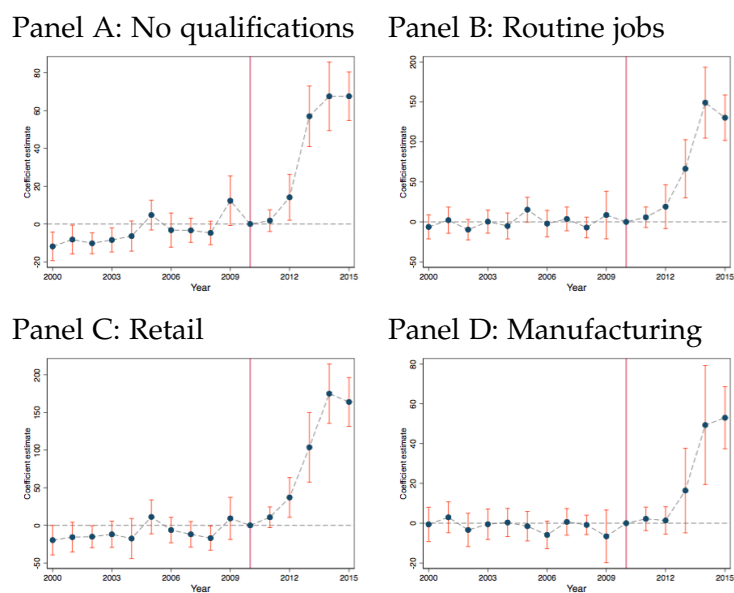 Panel A: No qualifications
Panel B: Routine jobs
Coefficient estimate
-20 0 20 40 60 80
2000 2003 2006 2009 2012 2015
Year
Coefficient estimate
-50 0 50 100 150 200
2000 2003 2006 2009 2012 2015
Year
Panel C: Retail
Panel D: Manufacturing
Coefficient estimate
-50 0 50 100 150 200
2000 2003 2006 2009 2012 2015
Year
Coefficient estimate
-20 0 20 40 60 80
2000 2003 2006 2009 2012 2015
Year